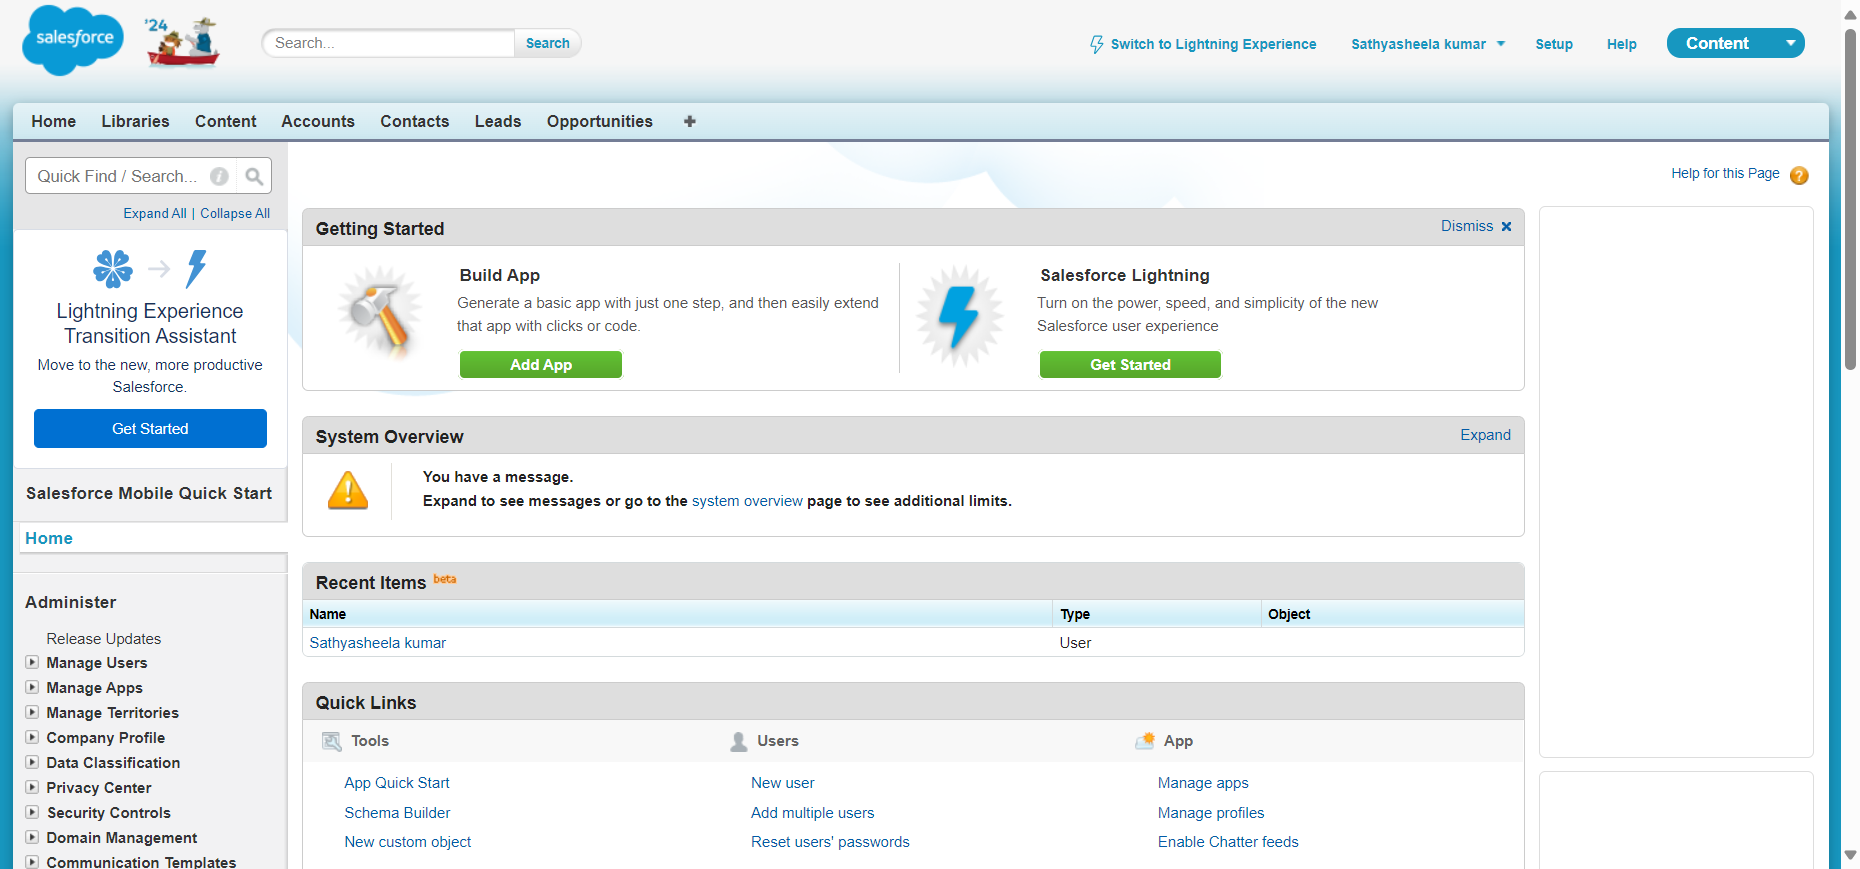 salesforce
'24
Search...
Search
Switch to Lightning Experience
Sathyasheela kumar
Setup
Help
Content
Home
Libraries
Content
Accounts
Contacts
Leads
Opportunities
+
Quick Find / Search...
i
Expand All | Collapse All
Help for this Page
?
Lightning Experience
Transition Assistant
Move to the new, more productive
Salesforce.
Get Started
Salesforce Mobile Quick Start
Home
Administer
Release Updates
Manage Users
Manage Apps
Manage Territories
Company Profile
Data Classification
Privacy Center
Security Controls
Domain Management
Communication Templates
Getting Started
Dismiss x
Build App
Generate a basic app with just one step, and then easily extend
that app with clicks or code.
Add App
Salesforce Lightning
Turn on the power, speed, and simplicity of the new
Salesforce user experience
Get Started
System Overview
Expand
You have a message.
Expand to see messages or go to the system overview page to see additional limits.
Recent Items beta
Name
Type
Object
Sathyasheela kumar
User
Quick Links
Tools
Users
App
App Quick Start
New user
Manage apps
Schema Builder
Add multiple users
Manage profiles
New custom object
Reset users' passwords
Enable Chatter feeds